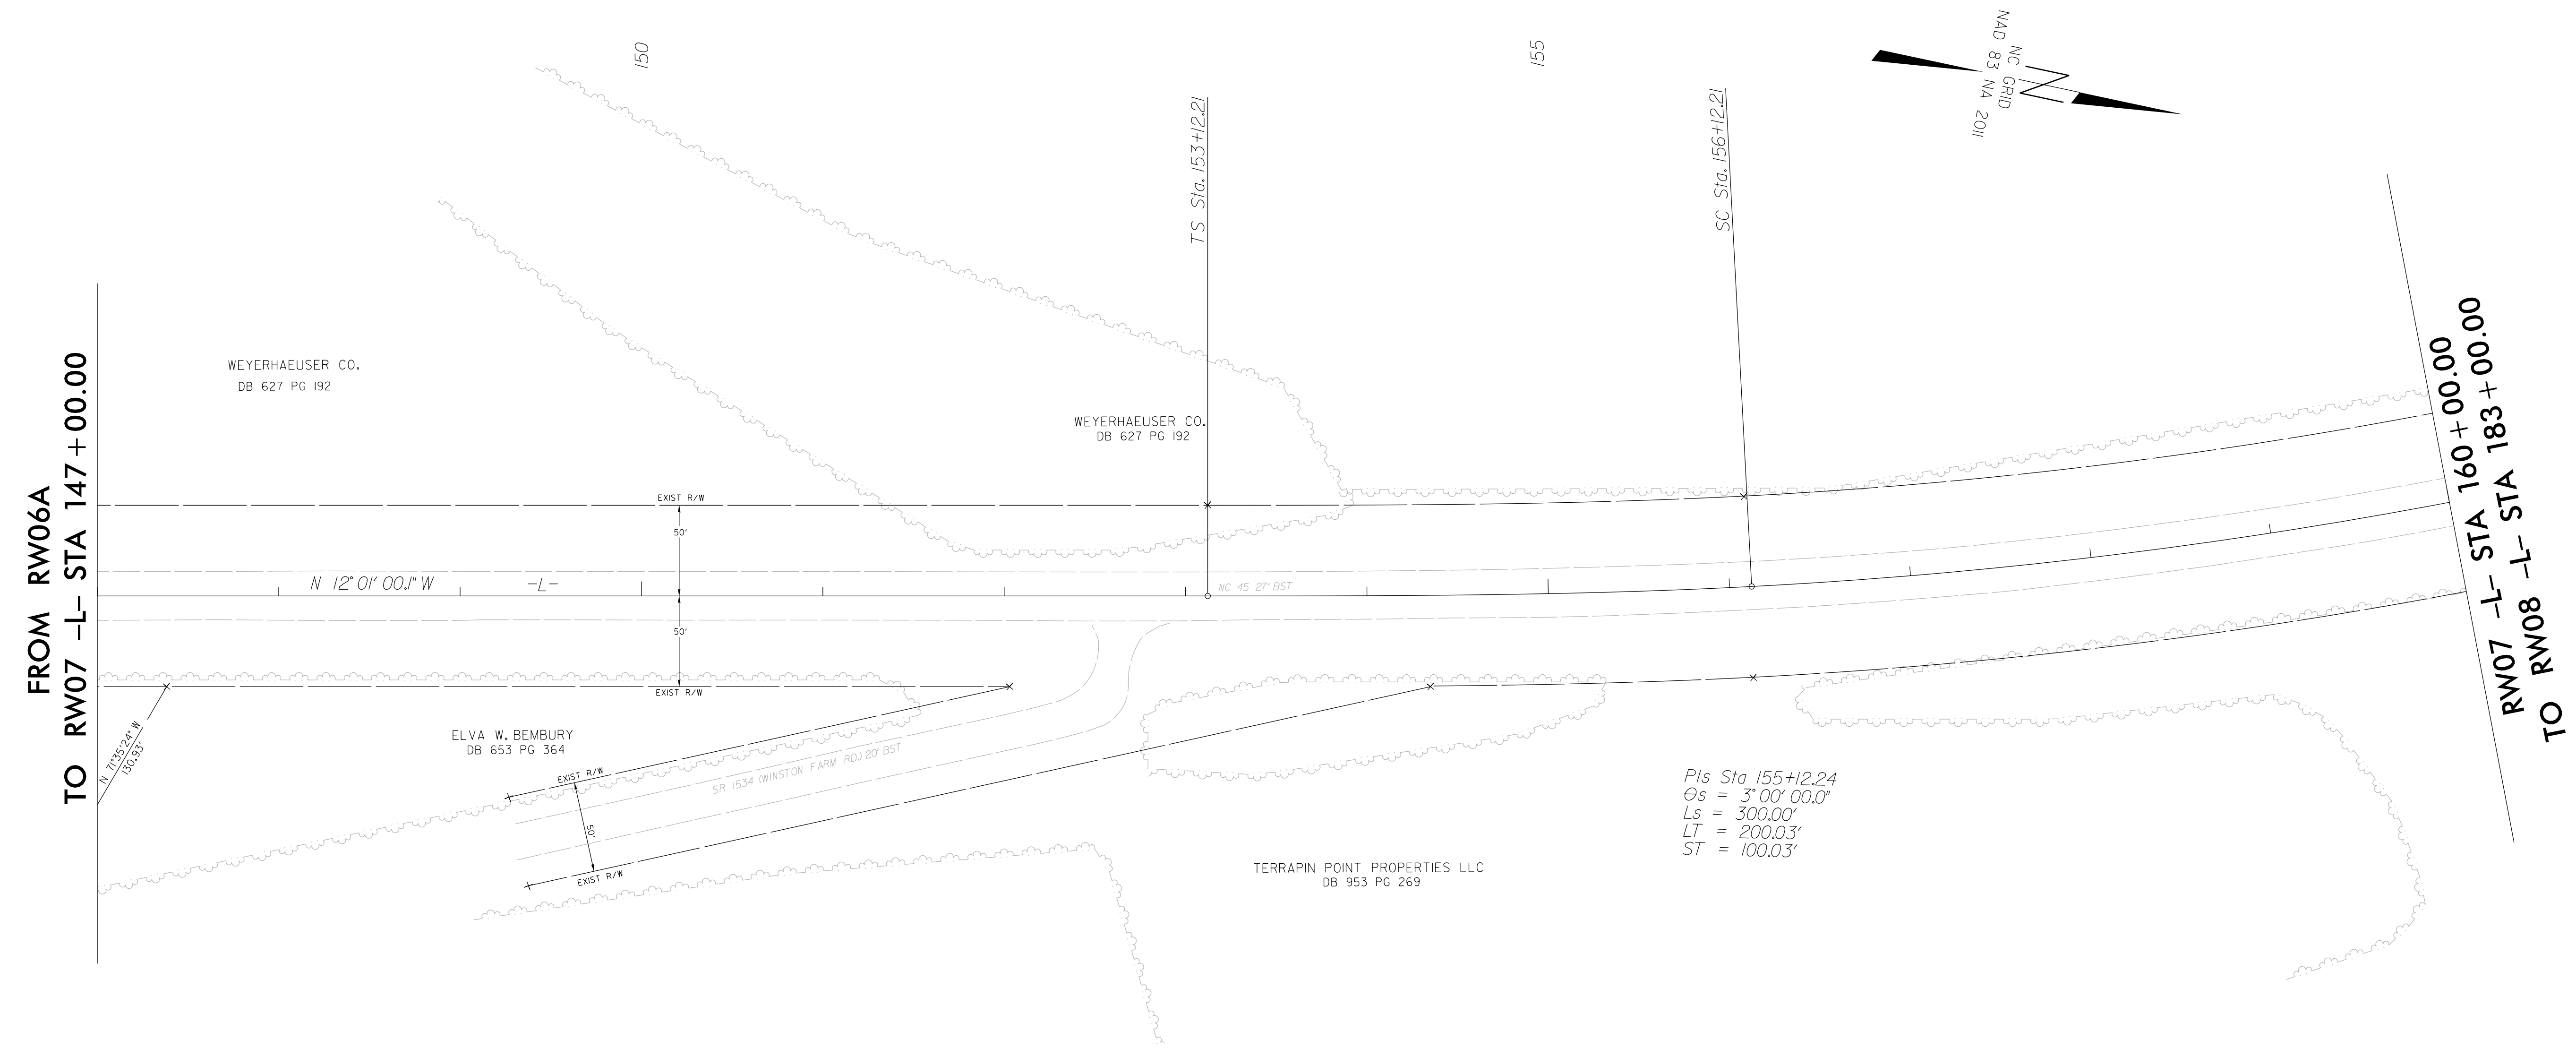 150
155
NC GRID
NAD 83 NA 2011
TS Sta. 153+12.21
SC Sta. 156+12.21
FROM RW06A
TO RW07 -L- STA 147+00.00
WEYERHAEUSER CO.
DB 627 PG 192
WEYERHAEUSER CO.
DB 627 PG 192
EXIST R/W
50'
N 12°01'00.1" W
-L-
NC 45 27' BST
50'
EXIST R/W
N 71°35'24" W
130.93'
ELVA W. BEMBURY
DB 653 PG 364
EXIST R/W
SR 1534 (WINSTON FARM RD.) 20' BST
50'
EXIST R/W
TERRAPIN POINT PROPERTIES LLC
DB 953 PG 269
PIs Sta 155+12.24
Θs = 3°00'00.0"
Ls = 300.00'
LT = 200.03'
ST = 100.03'
RW07 -L- STA 160+00.00
TO RW08 -L- STA 183+00.00